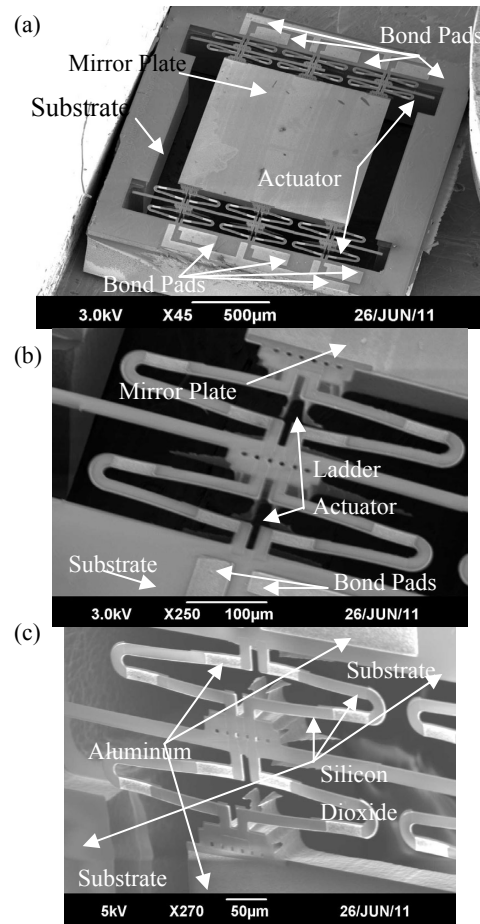 (a)
Bond Pads
Mirror Plate
Substrate
Actuator
Bond Pads
3.0kV X45 500µm 26/JUN/11
(b)
Mirror Plate
Ladder
Actuator
Substrate
Bond Pads
3.0kV X250 100µm 26/JUN/11
(c)
Substrate
Aluminum
Silicon
Dioxide
Substrate
5kV X270 50µm 26/JUN/11